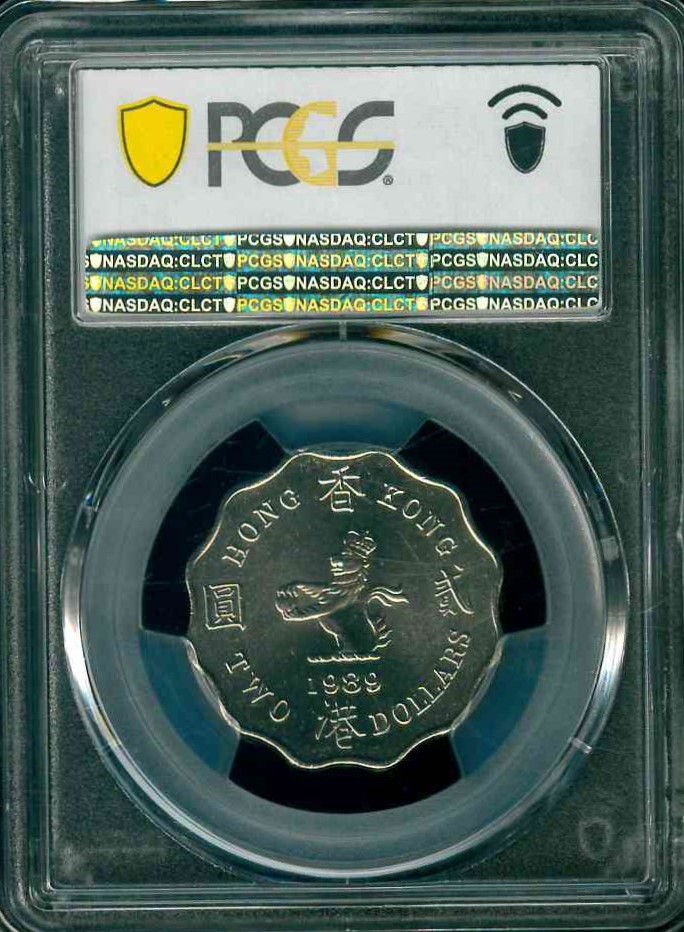 PCGS®
NASDAQ:CLCT PCGS NASDAQ:CLCT PCGS NASDAQ:CLC
S NASDAQ:CLCT PCGS NASDAQ:CLCT PCGS NASDAQ:CLC
S NASDAQ:CLCT PCGS NASDAQ:CLCT PCGS NASDAQ:CLC
S NASDAQ:CLCT PCGS NASDAQ:CLCT PCGS NASDAQ:CLC
HONG 香 KONG
圓 貳
1989
TWO 港 DOLLARS